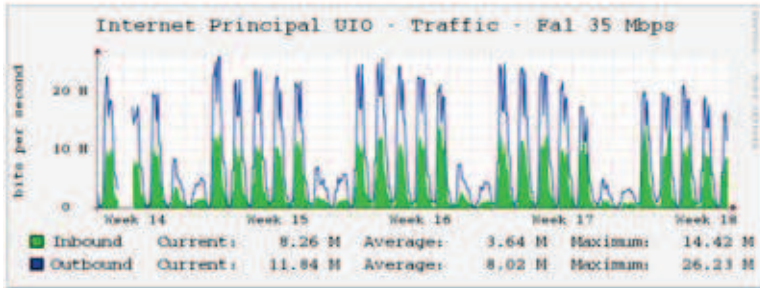 Internet Principal UIO - Traffic - Fa1 35 Mbps
bits per second
20 M
10 M
0
Week 14 Week 15 Week 16 Week 17 Week 18
Inbound Current: 8.26 M Average: 3.64 M Maximum: 14.42 M
Outbound Current: 11.84 M Average: 8.02 M Maximum: 26.23 M